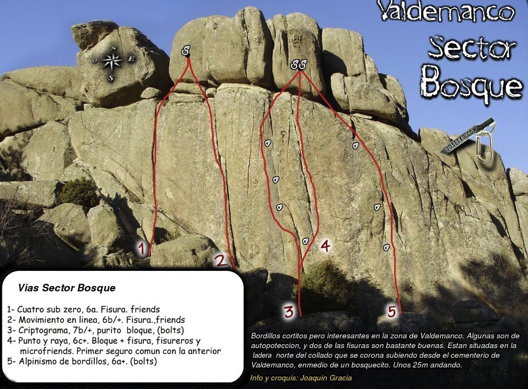 Valdemanco
Sector
Bosque
N
S
1
2
3
4
5
Vias Sector Bosque
1- Cuatro sub zero, 6a. Fisura. friends
2- Movimiento en linea, 6b/+. Fisura.,friends
3- Criptograma, 7b/+, purito bloque, (bolts)
4- Punto y raya, 6c+. Bloque + fisura, fisureros y
microfriends. Primer seguro comun con la anterior
5- Alpinismo de bordillos, 6a+. (bolts)
Bordillos cortitos pero interesantes en la zona de Valdemanco. Algunas son de
autopoteccion, y dos de las fisuras son bastante buenas. Estan situadas en la
ladera norte del collado que se corona subiendo desde el cementerio de
Valdemanco, enmedio de un bosquecito. Unos 25m andando.
Info y croquis: Joaquin Gracia